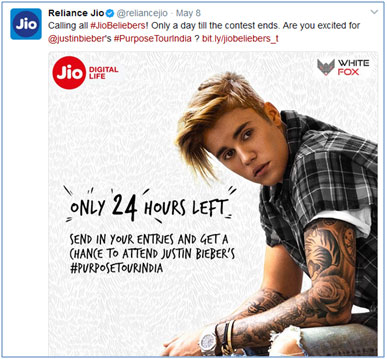 Jio
Reliance Jio @reliancejio · May 8
Calling all #JioBeliebers! Only a day till the contest ends. Are you excited for
@justinbieber's #PurposeTourIndia ? bit.ly/jiobeliebers_t
Jio DIGITAL
LIFE
WHITE
FOX
ONLY 24 HOURS LEFT
SEND IN YOUR ENTRIES AND GET A
CHANCE TO ATTEND JUSTIN BIEBER'S
#PURPOSETOURINDIA